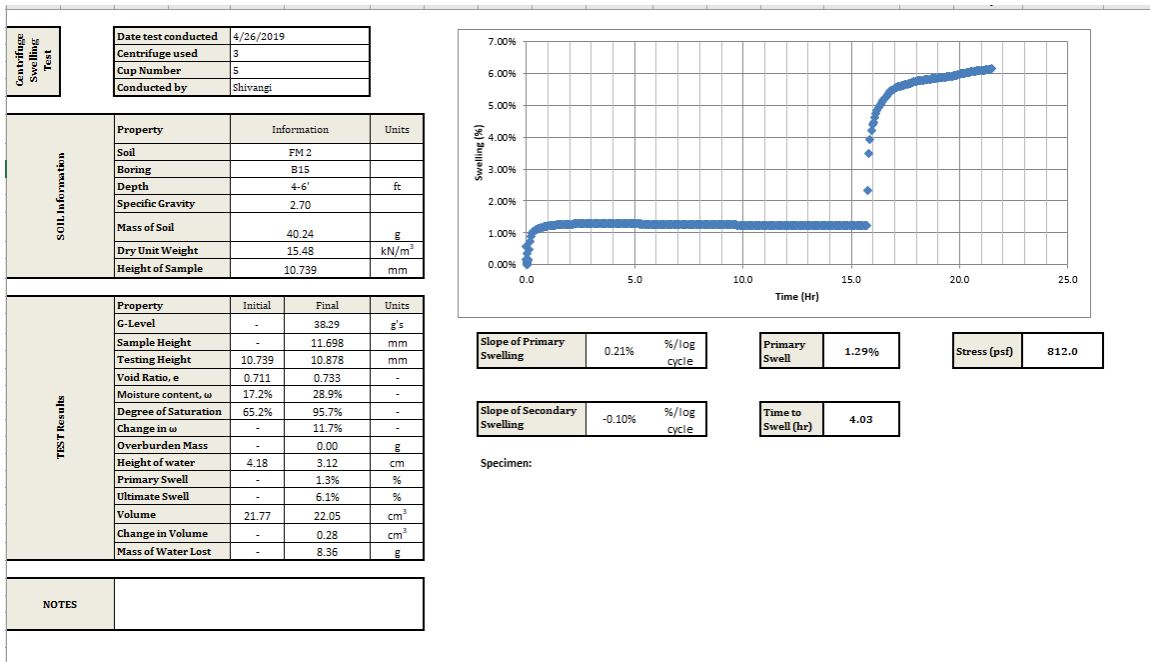 Centrifuge
Swelling
Test
Date test conducted 4/26/2019
Centrifuge used 3
Cup Number 5
Conducted by Shivangi
SOIL Information
Property Information Units
Soil FM 2
Boring B15
Depth 4-6' ft
Specific Gravity 2.70
Mass of Soil 40.24 g
Dry Unit Weight 15.48 kN/m³
Height of Sample 10.739 mm
TEST Results
Property Initial Final Units
G-Level - 38.29 g's
Sample Height - 11.698 mm
Testing Height 10.739 10.878 mm
Void Ratio, e 0.711 0.733 -
Moisture content, ω 17.2% 28.9% -
Degree of Saturation 65.2% 95.7% -
Change in ω - 11.7% -
Overburden Mass - 0.00 g
Height of water 4.18 3.12 cm
Primary Swell - 1.3% %
Ultimate Swell - 6.1% %
Volume 21.77 22.05 cm³
Change in Volume - 0.28 cm³
Mass of Water Lost - 8.36 g
NOTES
Swelling (%)
7.00%
6.00%
5.00%
4.00%
3.00%
2.00%
1.00%
0.00%
0.0 5.0 10.0 15.0 20.0 25.0
Time (Hr)
Slope of Primary
Swelling 0.21% %/log
cycle
Primary
Swell 1.29%
Stress (psf) 812.0
Slope of Secondary
Swelling -0.10% %/log
cycle
Time to
Swell (hr) 4.03
Specimen: